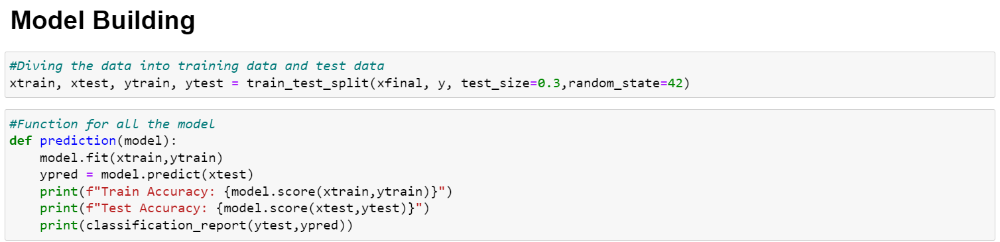 Model Building
#Diving the data into training data and test data
xtrain, xtest, ytrain, ytest = train_test_split(xfinal, y, test_size=0.3,random_state=42)
#Function for all the model
def prediction(model):
    model.fit(xtrain,ytrain)
    ypred = model.predict(xtest)
    print(f"Train Accuracy: {model.score(xtrain,ytrain)}")
    print(f"Test Accuracy: {model.score(xtest,ytest)}")
    print(classification_report(ytest,ypred))